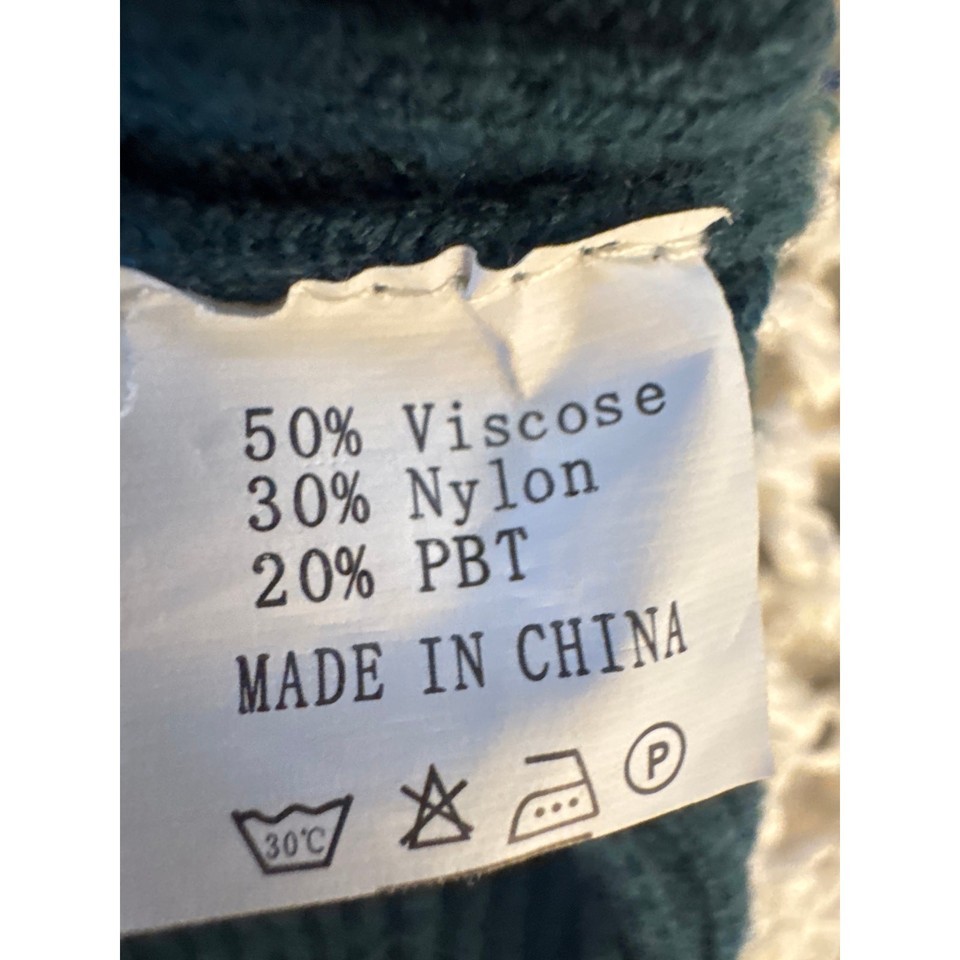 50% Viscose
30% Nylon
20% PBT
MADE IN CHINA
30℃ P